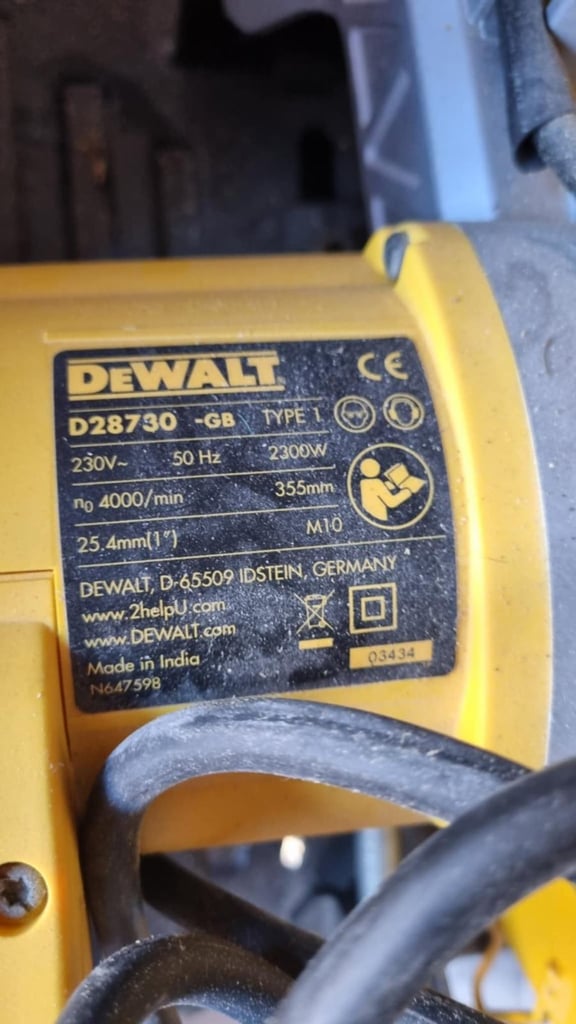 DEWALT
CE
D28730 -GB TYPE 1
230V~ 50 Hz 2300W
n0 4000/min 355mm
25.4mm(1") M10
DEWALT, D-65509 IDSTEIN, GERMANY
www.2helpU.com
www.DEWALT.com
Made in India
03434
N647598